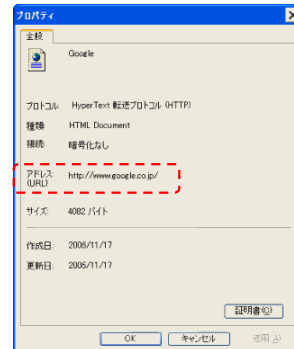 プロパティ
全般
Google
プロトコル: HyperText 転送プロトコル (HTTP)
種類: HTML Document
接続: 暗号化なし
アドレス: http://www.google.co.jp/
(URL)
サイズ: 4082 バイト
作成日: 2006/11/17
更新日: 2006/11/17
証明書(C)
OK キャンセル 適用(A)